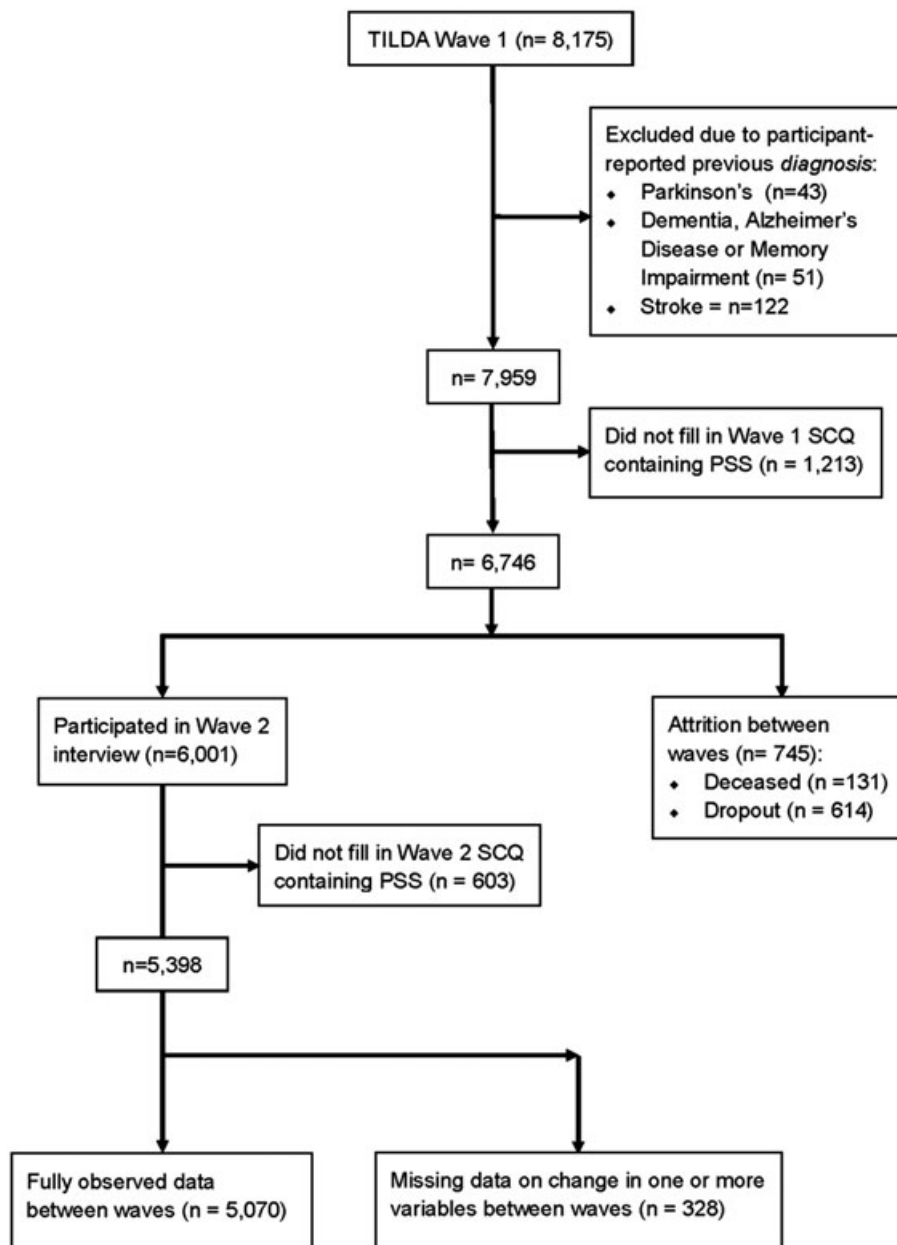 TILDA Wave 1 (n= 8,175)
Excluded due to participant-
reported previous diagnosis:
⬥ Parkinson's (n=43)
⬥ Dementia, Alzheimer's
Disease or Memory
Impairment (n= 51)
⬥ Stroke = n=122
n= 7,959
Did not fill in Wave 1 SCQ
containing PSS (n = 1,213)
n= 6,746
Participated in Wave 2
interview (n=6,001)
Attrition between
waves (n= 745):
⬥ Deceased (n =131)
⬥ Dropout (n = 614)
Did not fill in Wave 2 SCQ
containing PSS (n = 603)
n=5,398
Fully observed data
between waves (n = 5,070)
Missing data on change in one or more
variables between waves (n = 328)